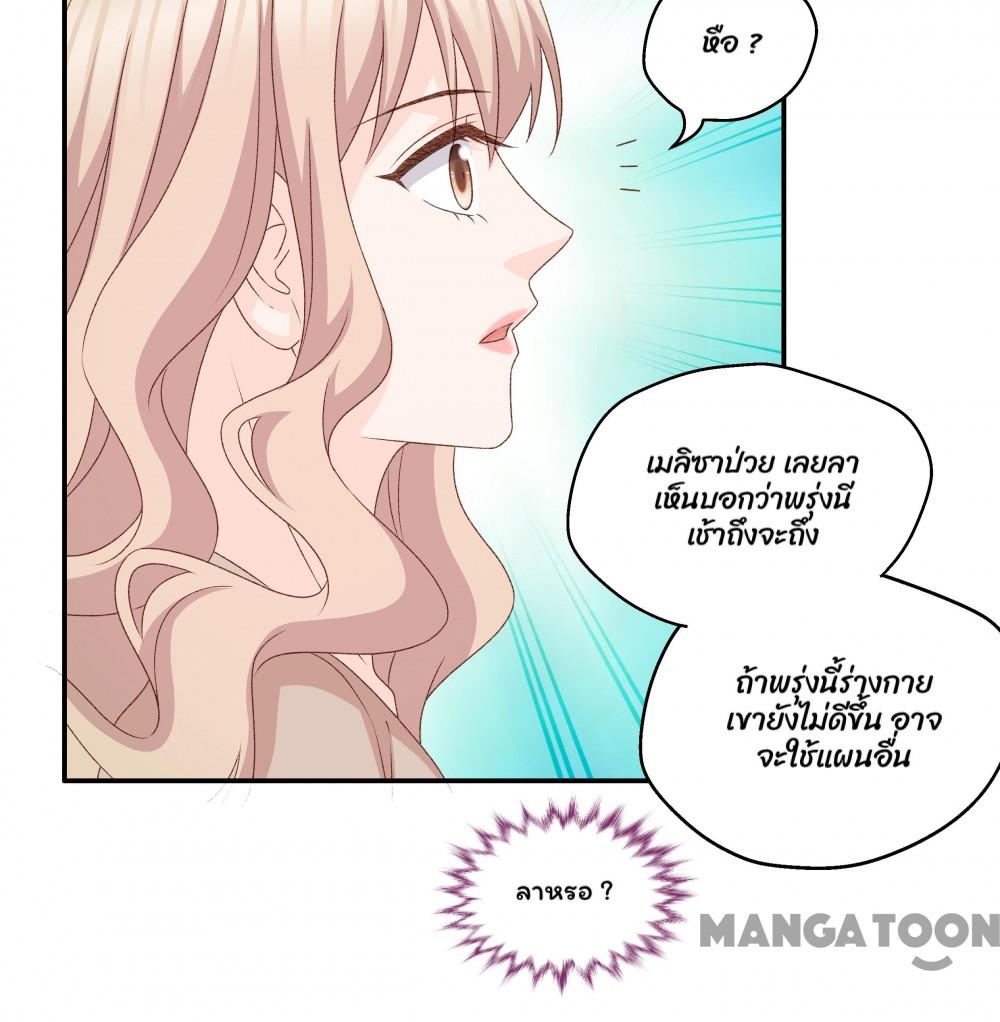 หือ ?
เมลิซาป่วย เลยลา
เห็นบอกว่าพรุ่งนี
เช้าถึงจะถึง
ถ้าพรุ่งนี้ร่างกาย
เขายังไม่ดีขึ้น อาจ
จะใช้แผนอื่น
ลาหรอ ?
MANGATOON